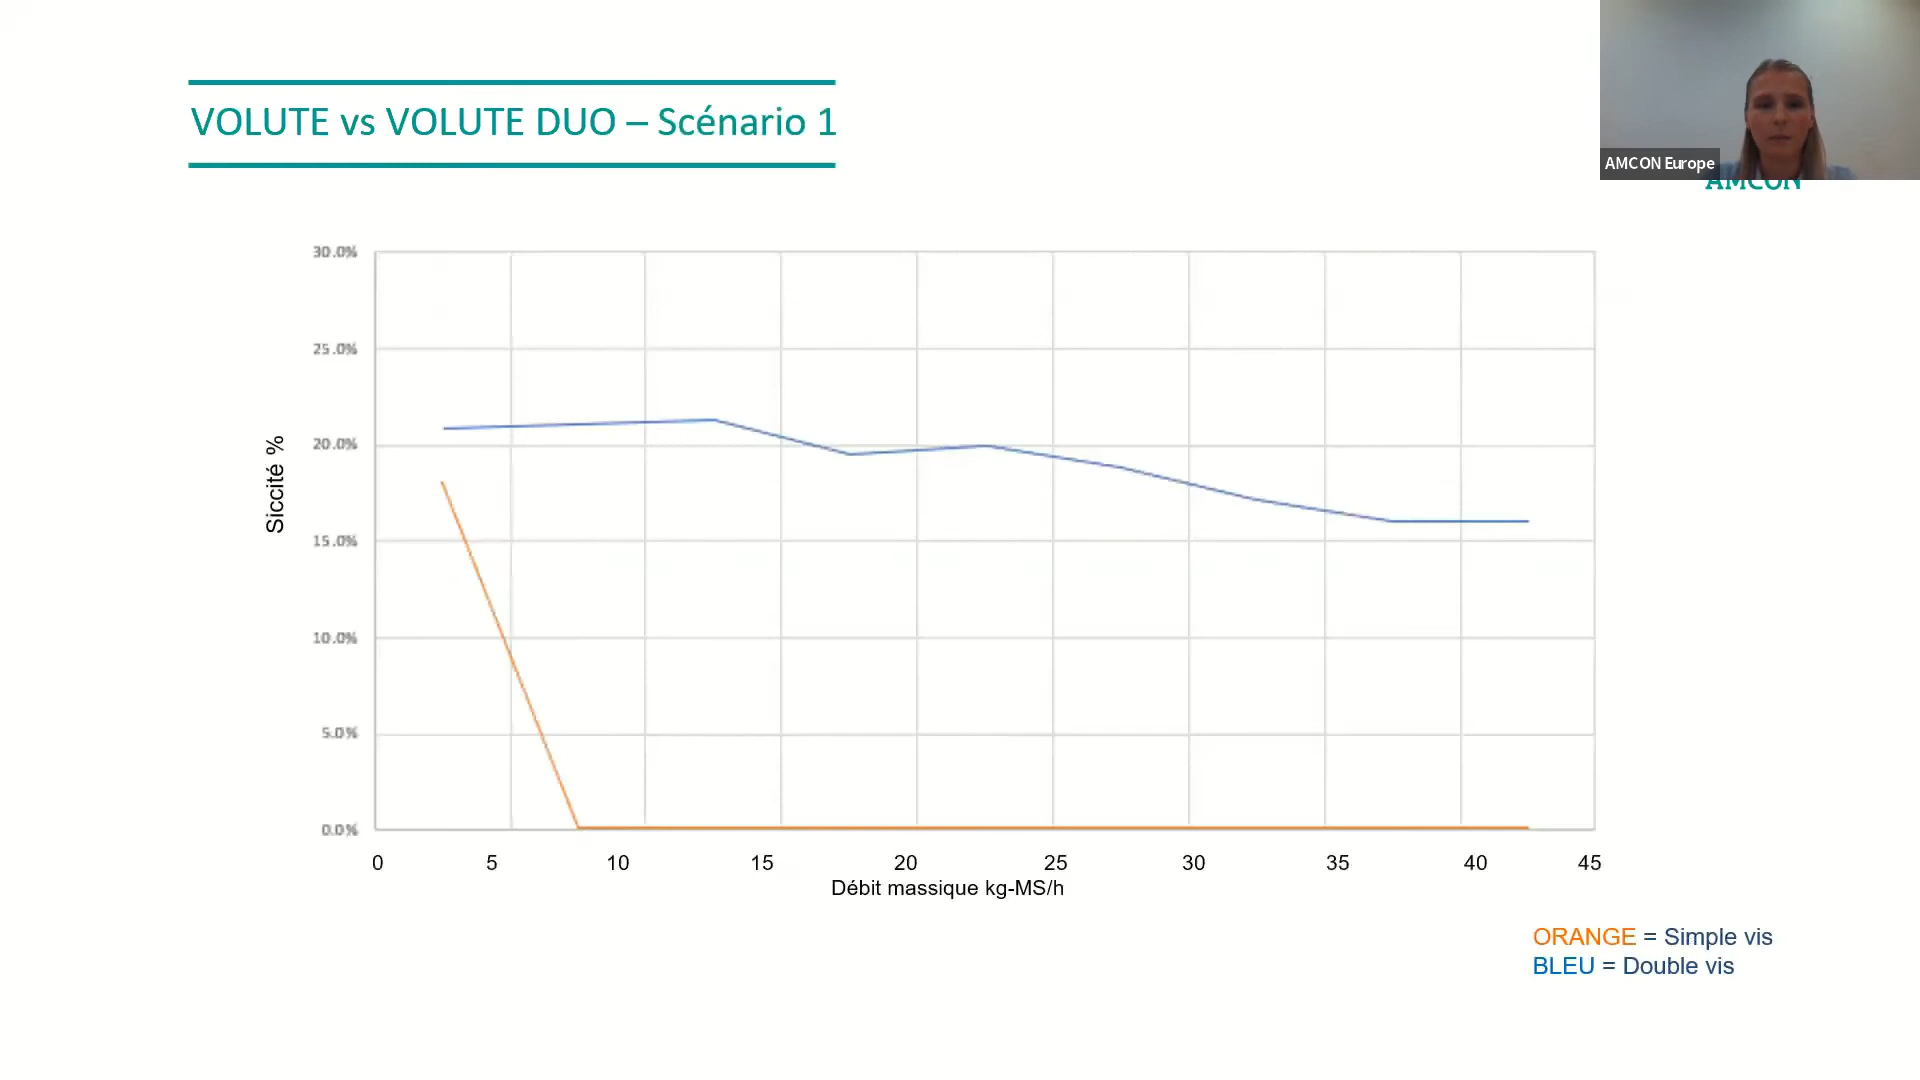 VOLUTE vs VOLUTE DUO – Scénario 1
AMCON Europe
AMCON
30.0%
25.0%
20.0%
15.0%
10.0%
5.0%
0.0%
Siccité %
0 5 10 15 20 25 30 35 40 45
Débit massique kg-MS/h
ORANGE = Simple vis
BLEU = Double vis